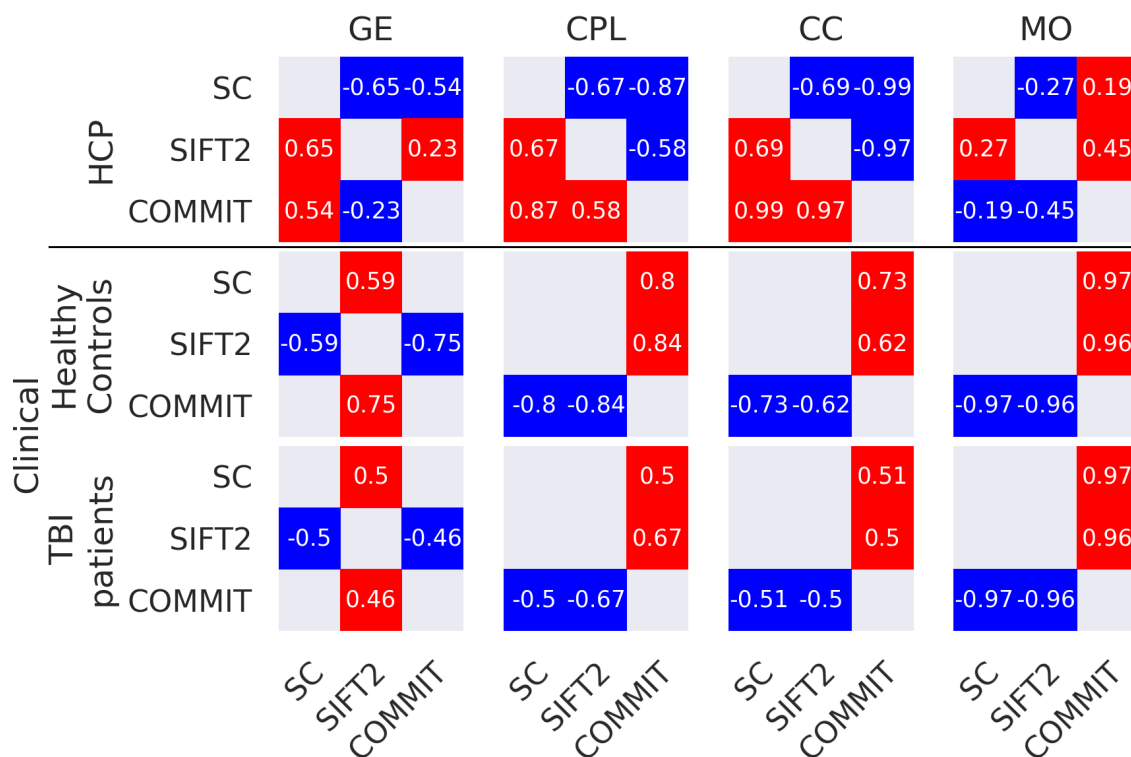 GE CPL CC MO
HCP
SC -0.65 -0.54 -0.67 -0.87 -0.69 -0.99 -0.27 0.19
SIFT2 0.65 0.23 0.67 -0.58 0.69 -0.97 0.27 0.45
COMMIT 0.54 -0.23 0.87 0.58 0.99 0.97 -0.19 -0.45
Clinical
Healthy
Controls
SC 0.59 0.8 0.73 0.97
SIFT2 -0.59 -0.75 0.84 0.62 0.96
COMMIT 0.75 -0.8 -0.84 -0.73 -0.62 -0.97 -0.96
TBI
patients
SC 0.5 0.5 0.51 0.97
SIFT2 -0.5 -0.46 0.67 0.5 0.96
COMMIT 0.46 -0.5 -0.67 -0.51 -0.5 -0.97 -0.96
SC SIFT2 COMMIT SC SIFT2 COMMIT SC SIFT2 COMMIT SC SIFT2 COMMIT